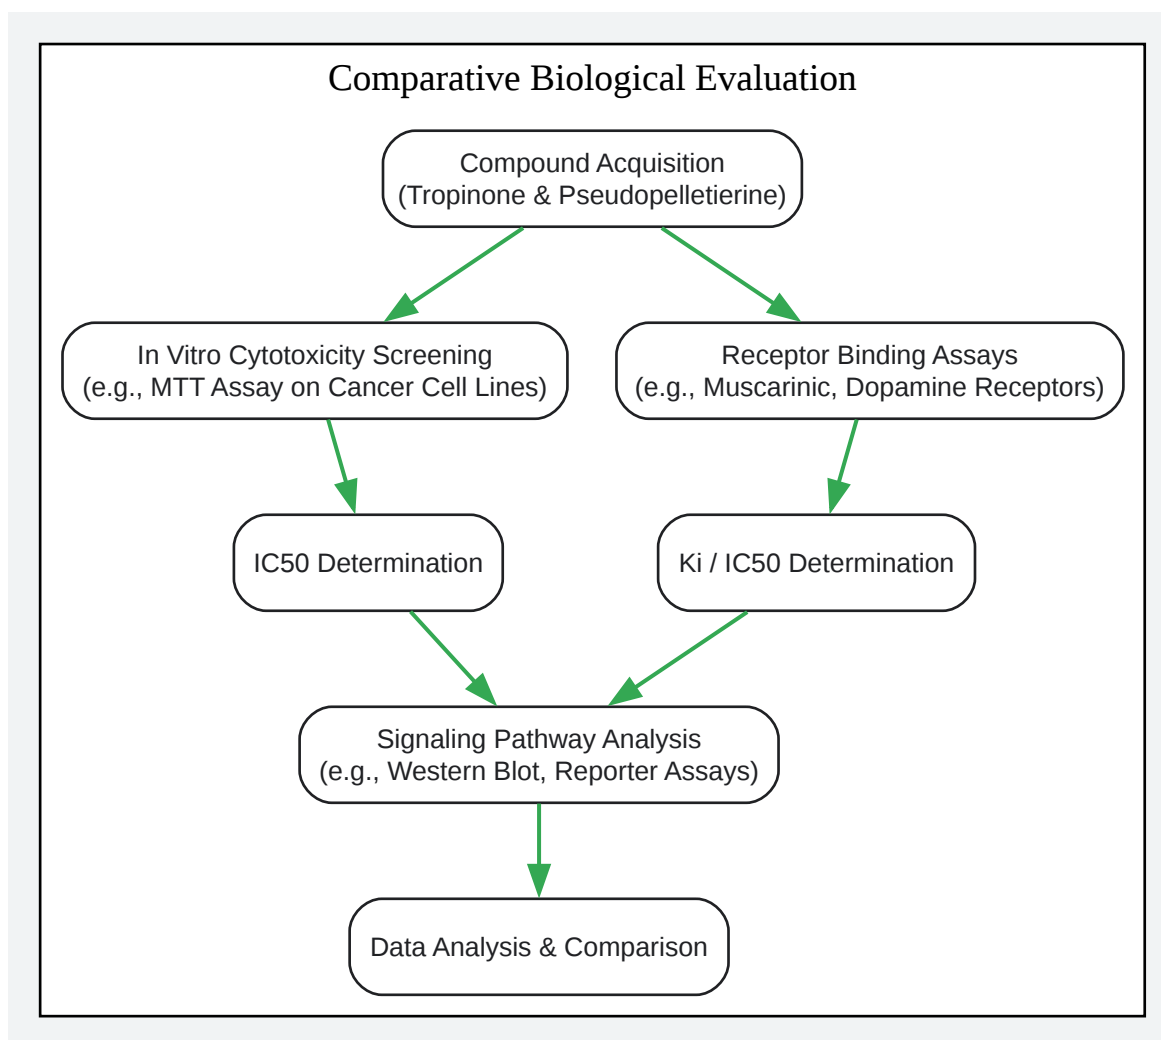 Comparative Biological Evaluation
Compound Acquisition
(Tropinone & Pseudopelletierine)
In Vitro Cytotoxicity Screening
(e.g., MTT Assay on Cancer Cell Lines)
Receptor Binding Assays
(e.g., Muscarinic, Dopamine Receptors)
IC50 Determination
Ki / IC50 Determination
Signaling Pathway Analysis
(e.g., Western Blot, Reporter Assays)
Data Analysis & Comparison